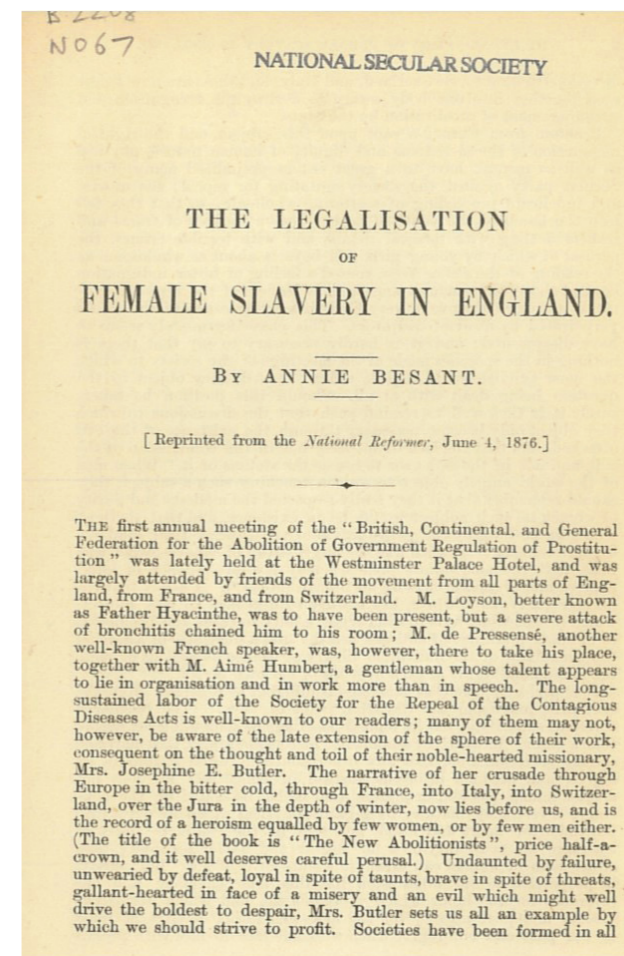 B 2208
N067
NATIONAL SECULAR SOCIETY
THE LEGALISATION
OF
FEMALE SLAVERY IN ENGLAND.
BY ANNIE BESANT.
[Reprinted from the National Reformer, June 4, 1876.]
THE first annual meeting of the "British, Continental, and General
Federation for the Abolition of Government Regulation of Prostitu-
tion" was lately held at the Westminster Palace Hotel, and was
largely attended by friends of the movement from all parts of Eng-
land, from France, and from Switzerland. M. Loyson, better known
as Father Hyacinthe, was to have been present, but a severe attack
of bronchitis chained him to his room; M. de Pressensé, another
well-known French speaker, was, however, there to take his place,
together with M. Aimé Humbert, a gentleman whose talent appears
to lie in organisation and in work more than in speech. The long-
sustained labor of the Society for the Repeal of the Contagious
Diseases Acts is well-known to our readers; many of them may not,
however, be aware of the late extension of the sphere of their work,
consequent on the thought and toil of their noble-hearted missionary,
Mrs. Josephine E. Butler. The narrative of her crusade through
Europe in the bitter cold, through France, into Italy, into Switzer-
land, over the Jura in the depth of winter, now lies before us, and is
the record of a heroism equalled by few women, or by few men either.
(The title of the book is "The New Abolitionists", price half-a-
crown, and it well deserves careful perusal.) Undaunted by failure,
unwearied by defeat, loyal in spite of taunts, brave in spite of threats,
gallant-hearted in face of a misery and an evil which might well
drive the boldest to despair, Mrs. Butler sets us all an example by
which we should strive to profit. Societies have been formed in all